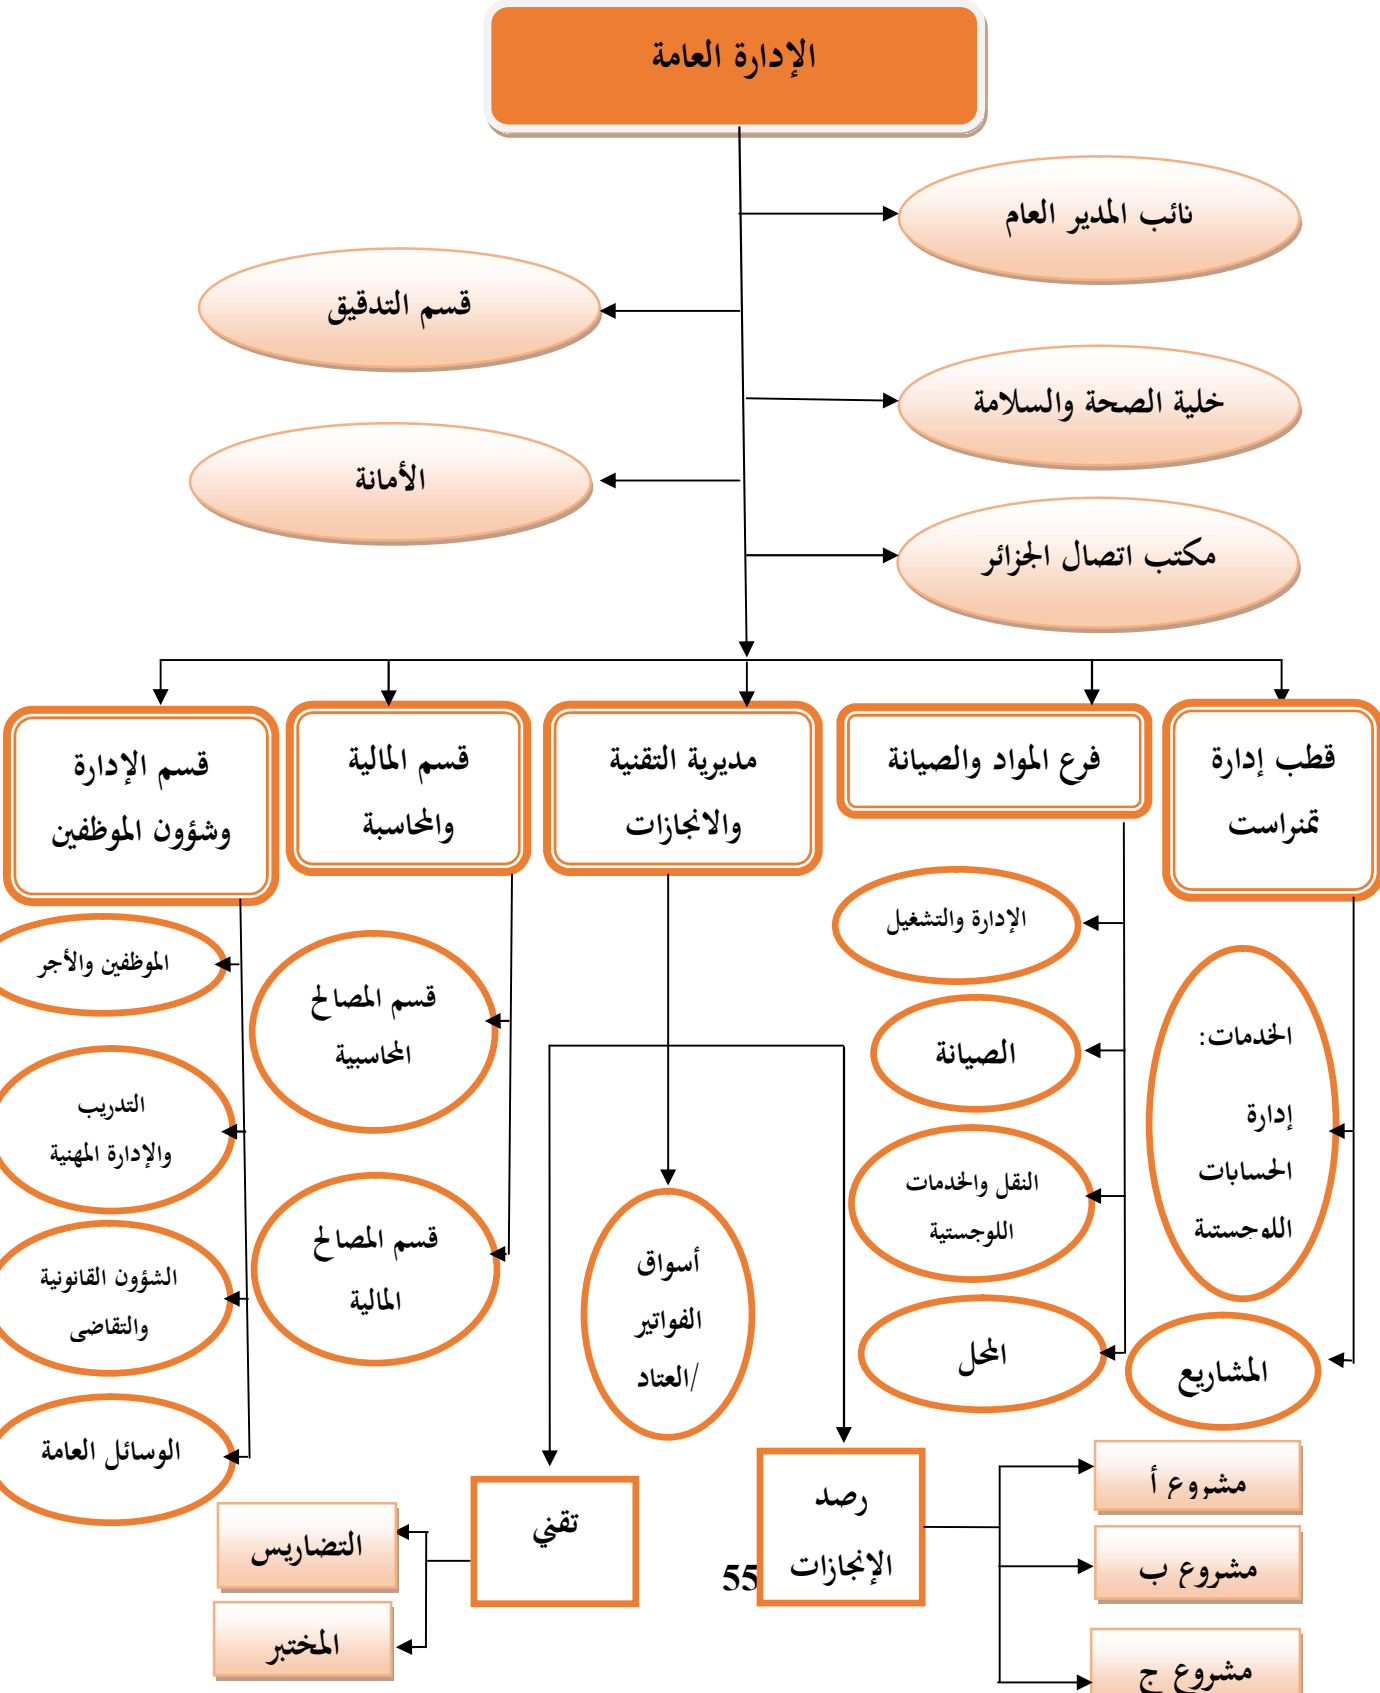 الإدارة العامة
نائب المدير العام
قسم التدقيق
خلية الصحة والسلامة
الأمانة
مكتب اتصال الجزائر
قطب إدارة
تمنراست
فرع المواد والصيانة
مديرية التقنية
والانجازات
قسم المالية
والمحاسبة
قسم الإدارة
وشؤون الموظفين
الخدمات:
إدارة
الحسابات
اللوجستية
المشاريع
الإدارة والتشغيل
الصيانة
النقل والخدمات
اللوجستية
المحل
أسواق
الفواتير
/العتاد
قسم المصالح
المحاسبية
قسم المصالح
المالية
الموظفين والأجر
التدريب
والإدارة المهنية
الشؤون القانونية
والتقاضى
الوسائل العامة
رصد
الإنجازات
مشروع أ
مشروع ب
مشروع ج
تقني
التضاريس
المختبر
55